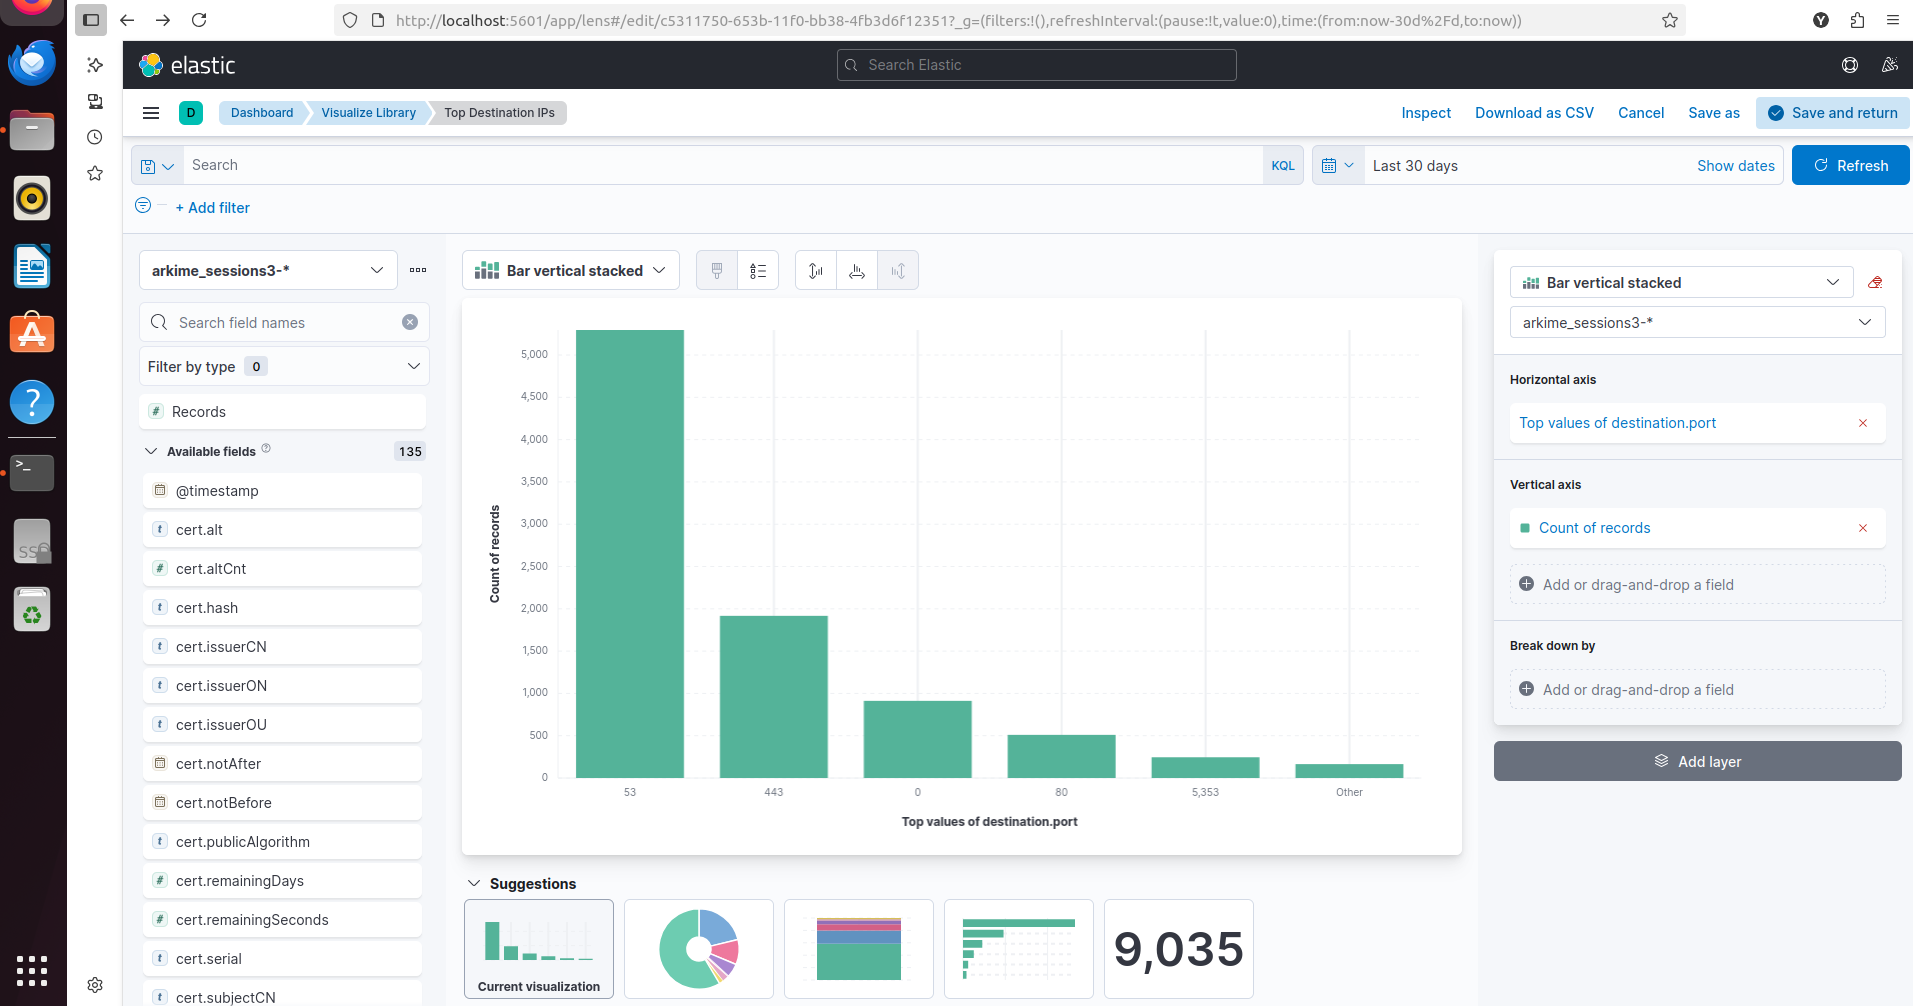 http://localhost:5601/app/lens#/edit/c5311750-653b-11f0-bb38-4fb3d6f12351?_g=(filters:!(),refreshInterval:(pause:!t,value:0),time:(from:now-30d%2Fd,to:now))
Y
elastic
Search Elastic
D
Dashboard
Visualize Library
Top Destination IPs
Inspect
Download as CSV
Cancel
Save as
Save and return
Search
KQL
Last 30 days
Show dates
Refresh
+ Add filter
arkime_sessions3-*
Search field names
Filter by type 0
# Records
Available fields ? 135
@timestamp
t cert.alt
# cert.altCnt
t cert.hash
t cert.issuerCN
t cert.issuerON
t cert.issuerOU
cert.notAfter
cert.notBefore
t cert.publicAlgorithm
# cert.remainingDays
# cert.remainingSeconds
t cert.serial
t cert.subjectCN
Bar vertical stacked
Count of records
5,000
4,500
4,000
3,500
3,000
2,500
2,000
1,500
1,000
500
0
53 443 0 80 5,353 Other
Top values of destination.port
Suggestions
Current visualization
9,035
Bar vertical stacked
arkime_sessions3-*
Horizontal axis
Top values of destination.port
Vertical axis
Count of records
Add or drag-and-drop a field
Break down by
Add or drag-and-drop a field
Add layer
?
>_
SS